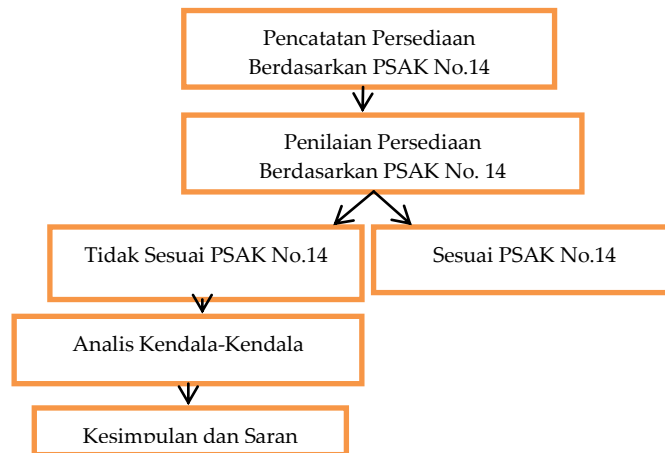 Pencatatan Persediaan
Berdasarkan PSAK No.14
Penilaian Persediaan
Berdasarkan PSAK No. 14
Tidak Sesuai PSAK No.14
Sesuai PSAK No.14
Analis Kendala-Kendala
Kesimpulan dan Saran